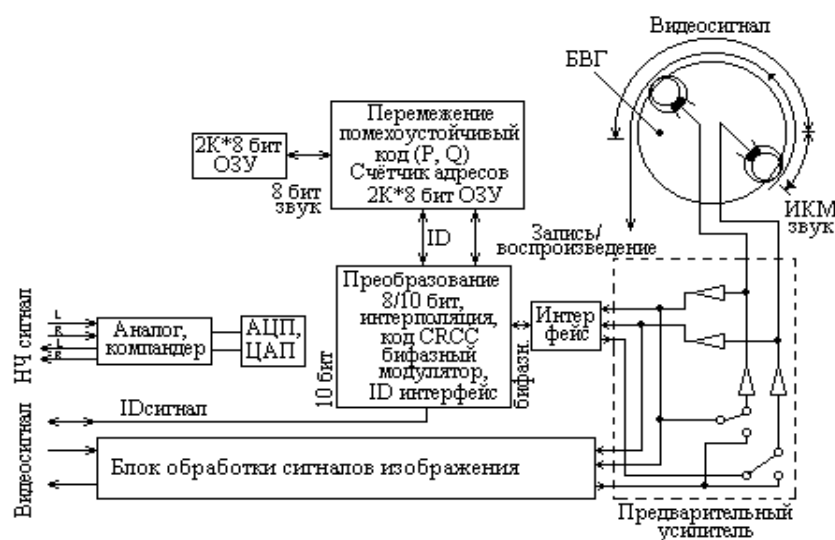 Видеосигнал
БВГ
Перемежение
помехоустойчивый
код (P, Q)
Счётчик адресов
2K*8 бит ОЗУ
2K*8 бит
ОЗУ
8 бит
звук
ИКМ
звук
ID
Запись/
воспроизведение
Преобразование
8/10 бит,
интерполяция,
код CRCC
бифазный
модулятор,
ID интерфейс
10 бит
бифазн.
Интер
фейс
НЧ сигнал
L
R
L
R
Аналог,
компандер
АЦП,
ЦАП
IDсигнал
Видеосигнал
Блок обработки сигналов изображения
Предварительный
усилитель